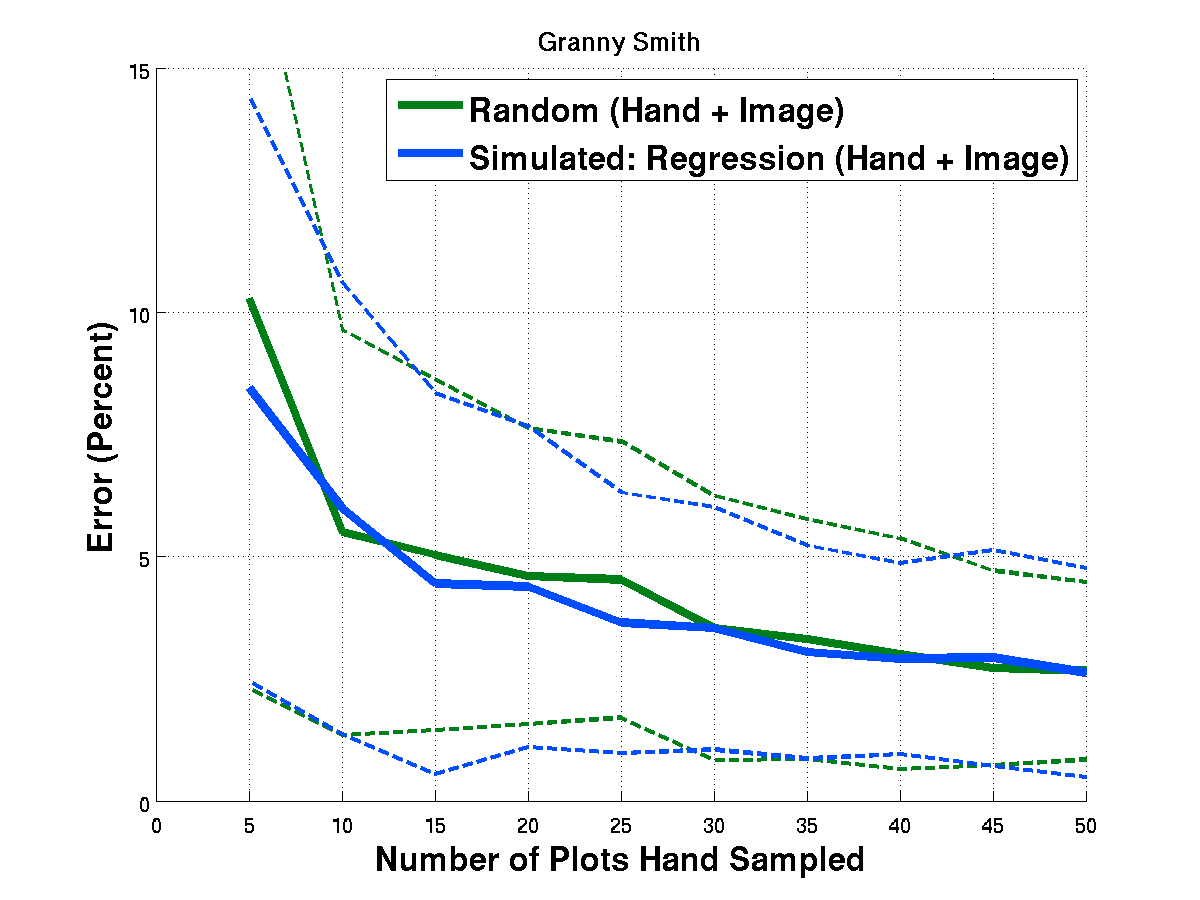 Granny Smith
Random (Hand + Image)
Simulated: Regression (Hand + Image)
15
10
5
0
Error (Percent)
0 5 10 15 20 25 30 35 40 45 50
Number of Plots Hand Sampled